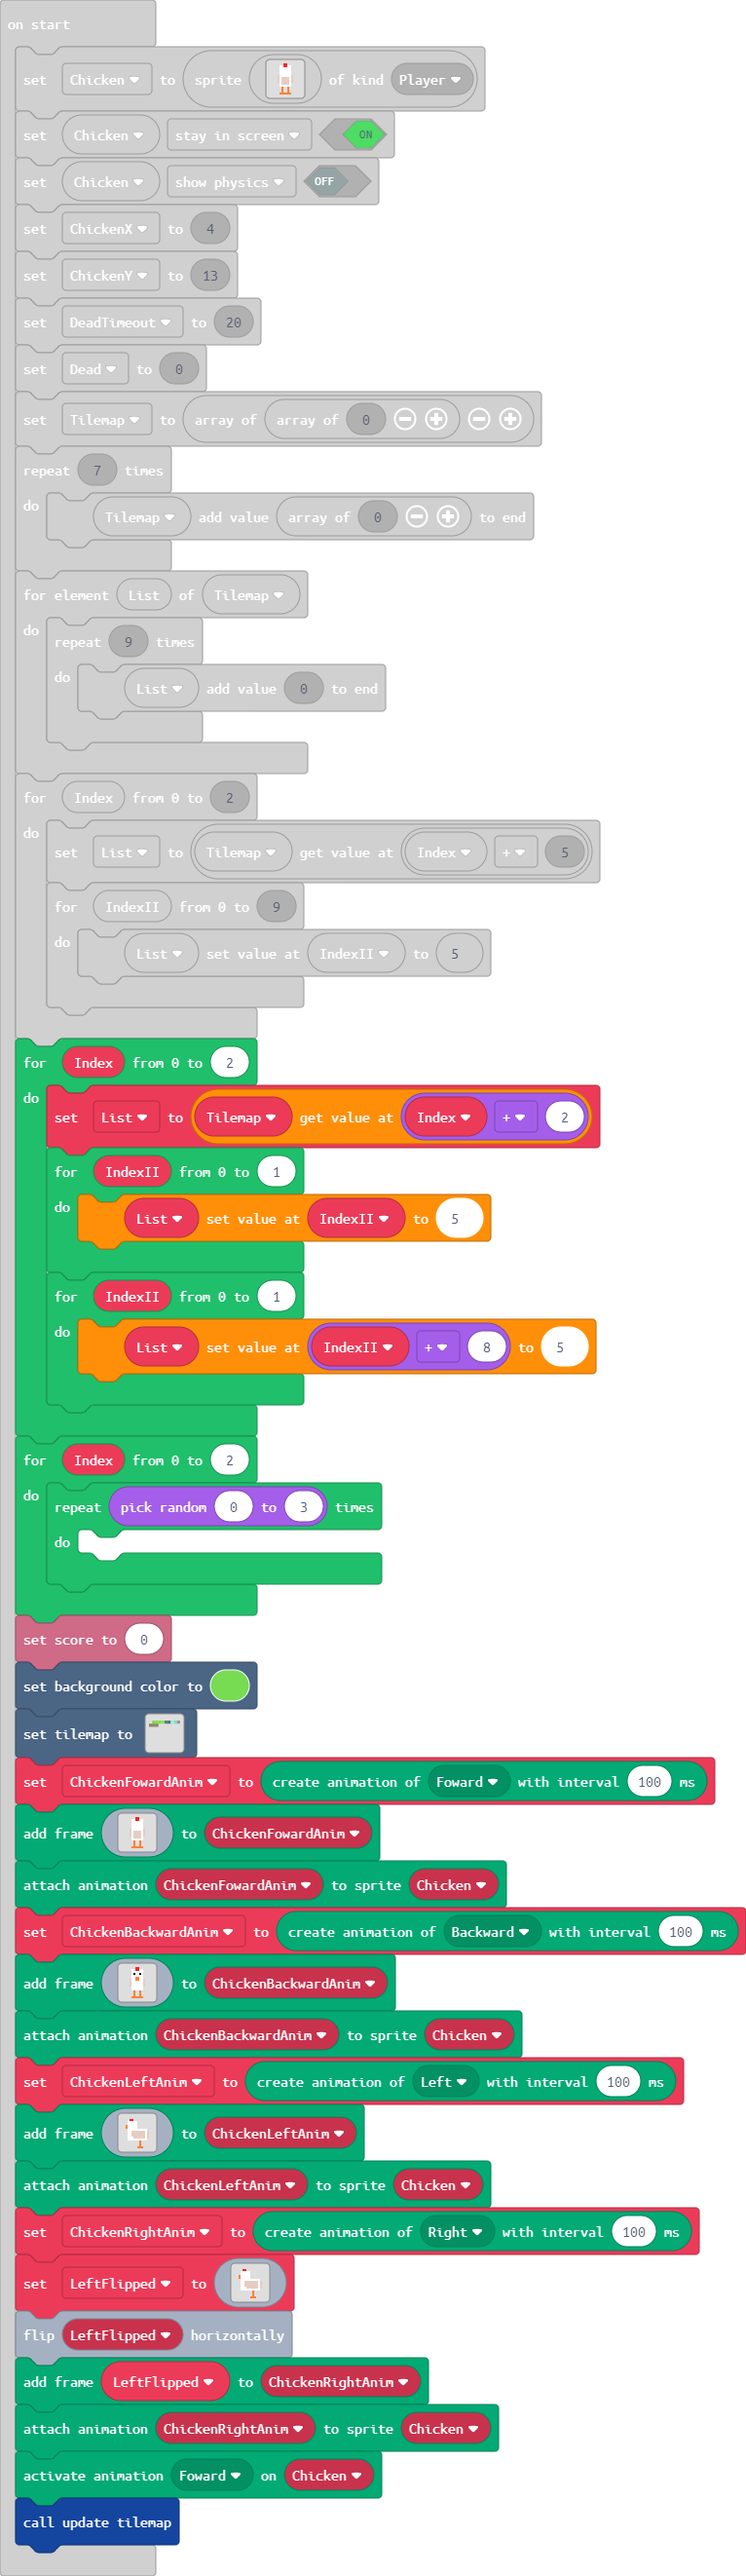 on start
set Chicken to sprite of kind Player
set Chicken stay in screen ON
set Chicken show physics OFF
set ChickenX to 4
set ChickenY to 13
set DeadTimeout to 20
set Dead to 0
set Tilemap to array of array of 0
repeat 7 times
do
Tilemap add value array of 0 to end
for element List of Tilemap
do
repeat 9 times
do
List add value 0 to end
for Index from 0 to 2
do
set List to Tilemap get value at Index + 5
for IndexII from 0 to 9
do
List set value at IndexII to 5
for Index from 0 to 2
do
set List to Tilemap get value at Index + 2
for IndexII from 0 to 1
do
List set value at IndexII to 5
for IndexII from 0 to 1
do
List set value at IndexII + 8 to 5
for Index from 0 to 2
do
repeat pick random 0 to 3 times
do
set score to 0
set background color to
set tilemap to
set ChickenFowardAnim to create animation of Foward with interval 100 ms
add frame to ChickenFowardAnim
attach animation ChickenFowardAnim to sprite Chicken
set ChickenBackwardAnim to create animation of Backward with interval 100 ms
add frame to ChickenBackwardAnim
attach animation ChickenBackwardAnim to sprite Chicken
set ChickenLeftAnim to create animation of Left with interval 100 ms
add frame to ChickenLeftAnim
attach animation ChickenLeftAnim to sprite Chicken
set ChickenRightAnim to create animation of Right with interval 100 ms
set LeftFlipped to
flip LeftFlipped horizontally
add frame LeftFlipped to ChickenRightAnim
attach animation ChickenRightAnim to sprite Chicken
activate animation Foward on Chicken
call update tilemap